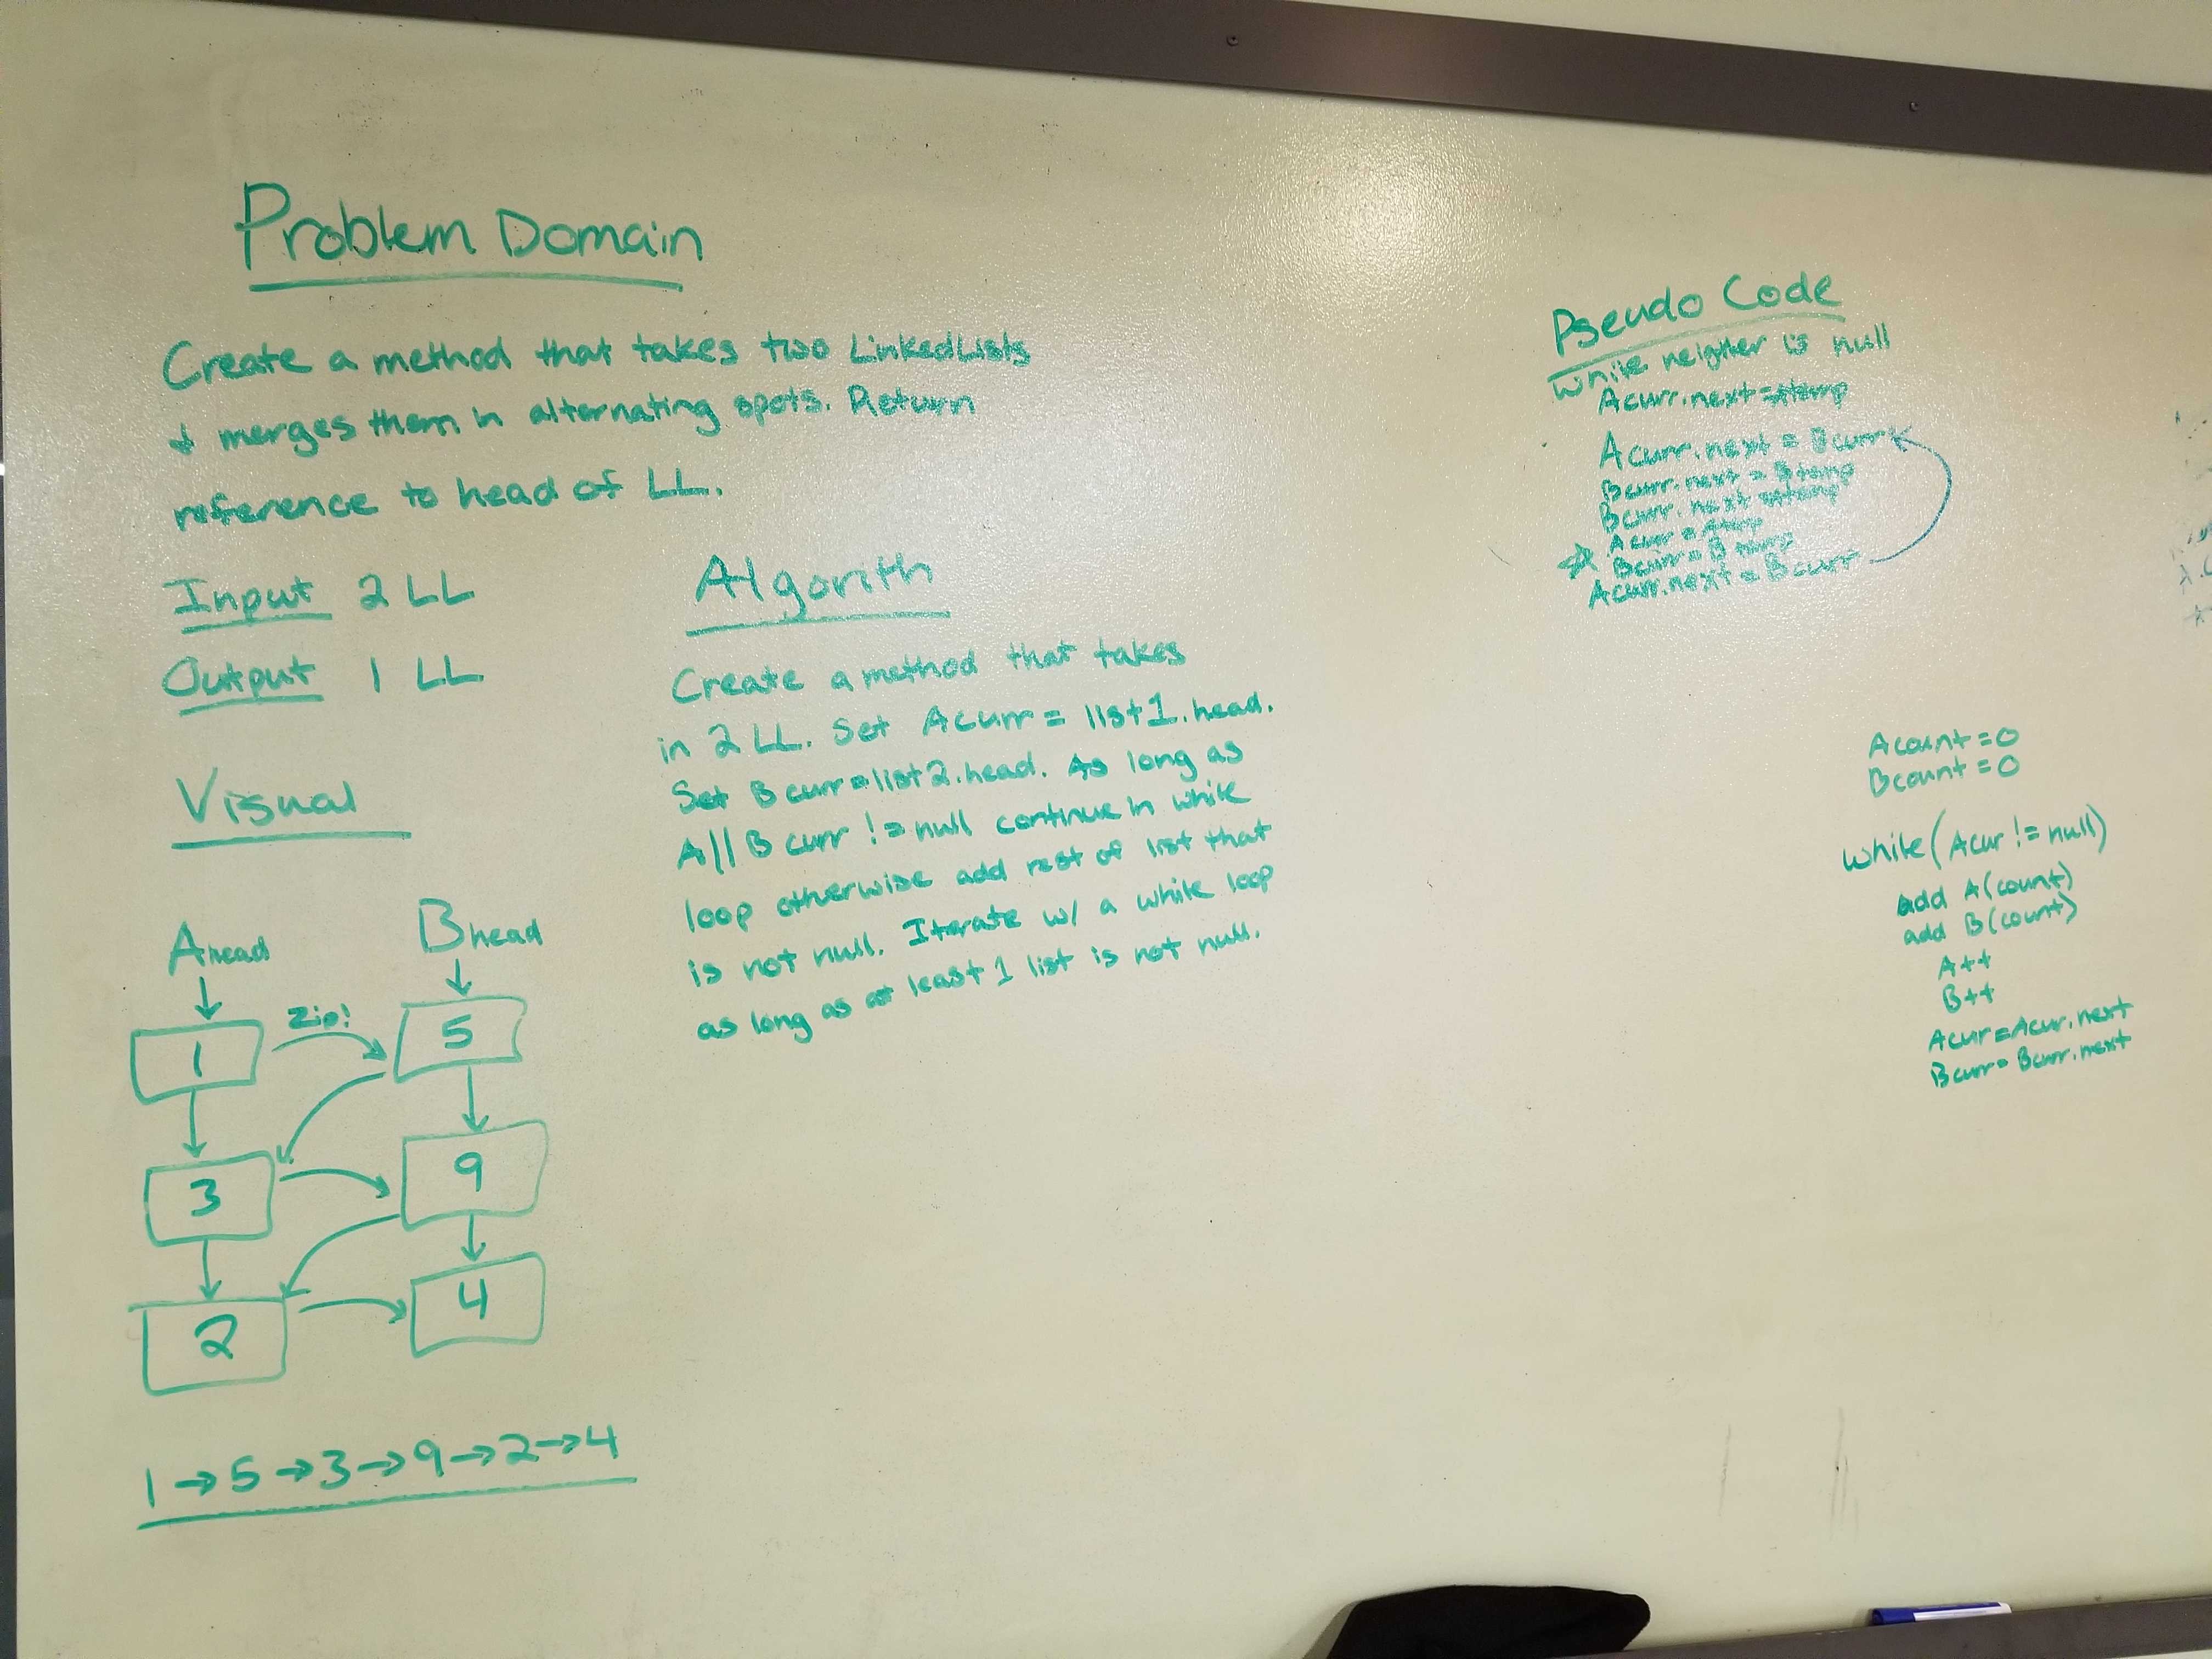 Problem Domain
Create a method that takes two LinkedLists
& merges them in alternating spots. Return
reference to head of LL.
Input 2 LL
Output 1 LL
Visual
Ahead
Bhead
Zip!
1
5
3
9
2
4
1→5→3→9→2→4
Algorith
Create a method that takes
in 2 LL. Set Acurr = list1.head.
Set Bcurr=list2.head. As long as
A||B curr != null continue in while
loop otherwise add rest of list that
is not null. Iterate w/ a while loop
as long as at least 1 list is not null.
Pseudo Code
While neigther is null
Acurr.next=Atemp
Acurr.next = Bcurr
Bcurr.next = Btemp
Bcurr.next =Atemp
Acurr=Atemp
☆ Bcurr=Btemp
Acurr.next=Bcurr
Acount=0
Bcount=0
while(Acur != null)
add A(count)
add B(count)
A++
B++
Acur=Acur.next
Bcurr=Bcurr.next